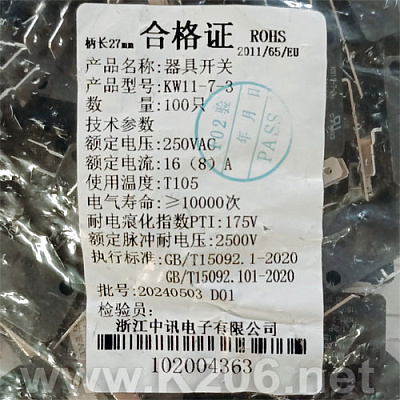 柄长27mm 合格证 ROHS
2011/65/EU
产品名称:器具开关
产品型号:KW11-7-3
数 量:100只
技术参数
额定电压:250VAC
额定电流:16(8)A
使用温度:T105
电气寿命:≥10000次
耐电痕化指数PTI:175V
额定脉冲耐电压:2500V
执行标准:GB/T15092.1-2020
GB/T15092.101-2020
批号:20240503 D01
检验员:
浙江中讯电子有限公司
102004363
T02 验
年 月 日
PASS
www.K206.net